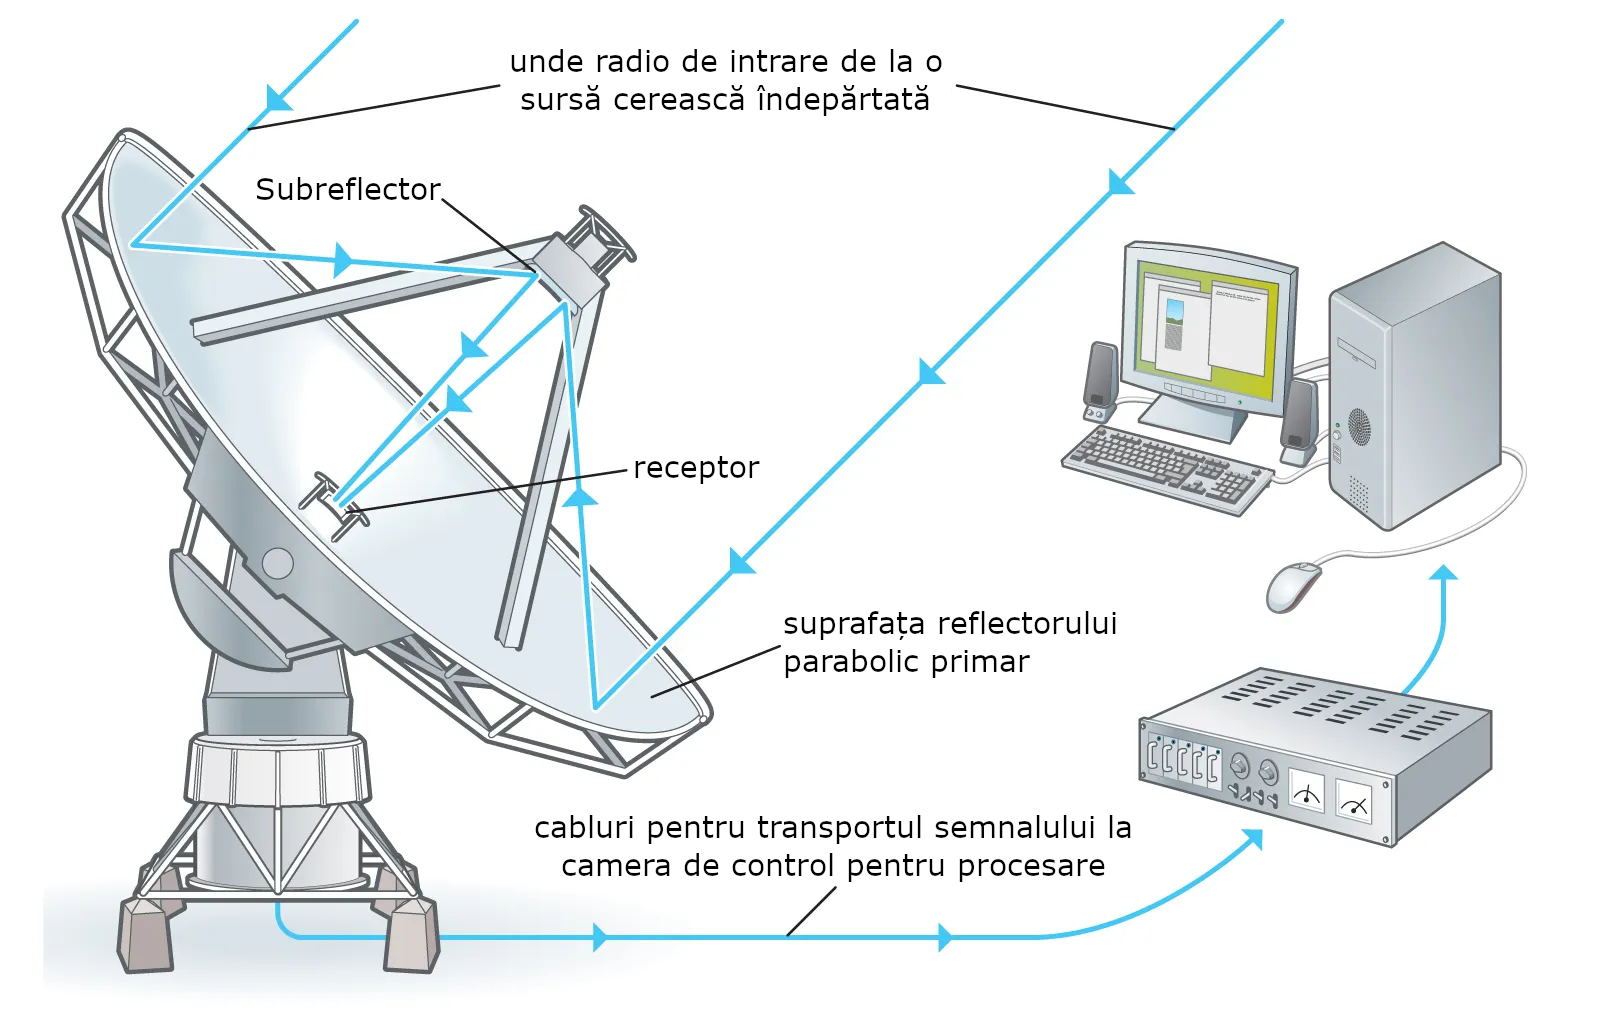 unde radio de intrare de la o
sursă cerească îndepărtată
Subreflector
receptor
suprafața reflectorului
parabolic primar
cabluri pentru transportul semnalului la
camera de control pentru procesare